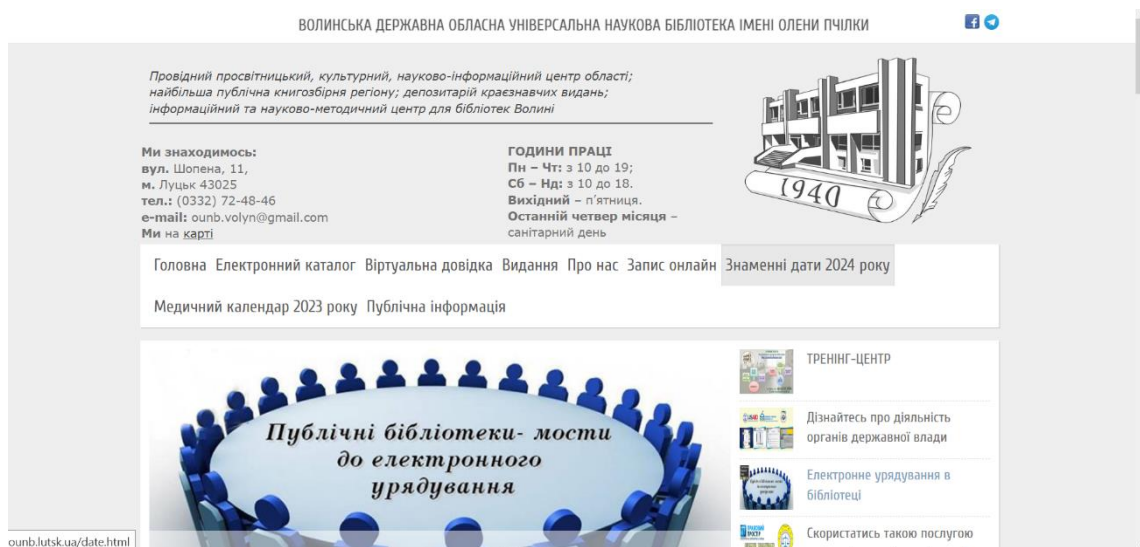 ВОЛИНСЬКА ДЕРЖАВНА ОБЛАСНА УНІВЕРСАЛЬНА НАУКОВА БІБЛІОТЕКА ІМЕНІ ОЛЕНИ ПЧІЛКИ
Провідний просвітницький, культурний, науково-інформаційний центр області;
найбільша публічна книгозбірня регіону; депозитарій краєзнавчих видань;
інформаційний та науково-методичний центр для бібліотек Волині
Ми знаходимось:
вул. Шопена, 11,
м. Луцьк 43025
тел.: (0332) 72-48-46
e-mail: ounb.volyn@gmail.com
Ми на карті
ГОДИНИ ПРАЦІ
Пн – Чт: з 10 до 19;
Сб – Нд: з 10 до 18.
Вихідний – п'ятниця.
Останній четвер місяця –
санітарний день
1940
Головна Електронний каталог Віртуальна довідка Видання Про нас Запис онлайн Знаменні дати 2024 року
Медичний календар 2023 року Публічна інформація
Публічні бібліотеки- мости
до електронного
урядування
ТРЕНІНГ-ЦЕНТР
Дізнайтесь про діяльність
органів державної влади
Електронне урядування в
бібліотеці
Скористатись такою послугою
ounb.lutsk.ua/date.html